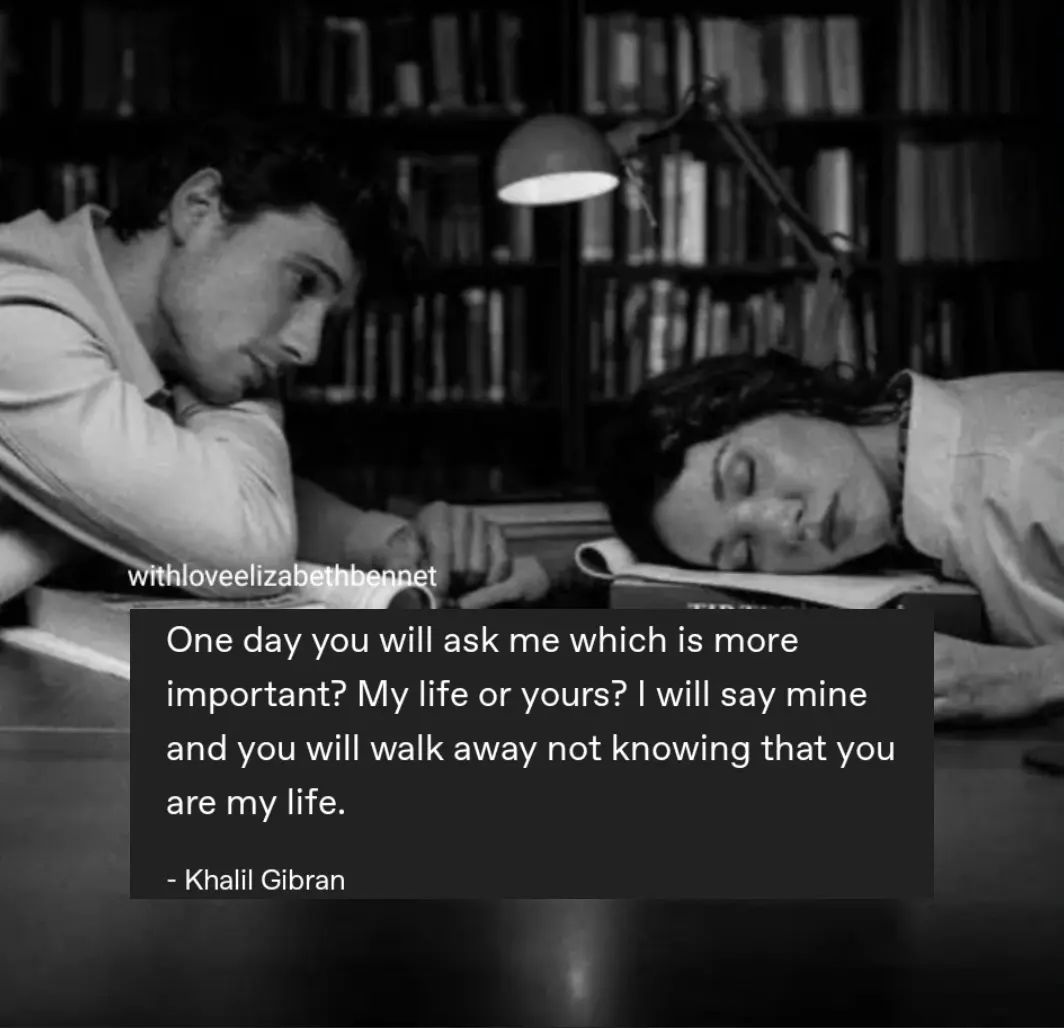 withloveelizabethbennet
One day you will ask me which is more
important? My life or yours? I will say mine
and you will walk away not knowing that you
are my life.
- Khalil Gibran